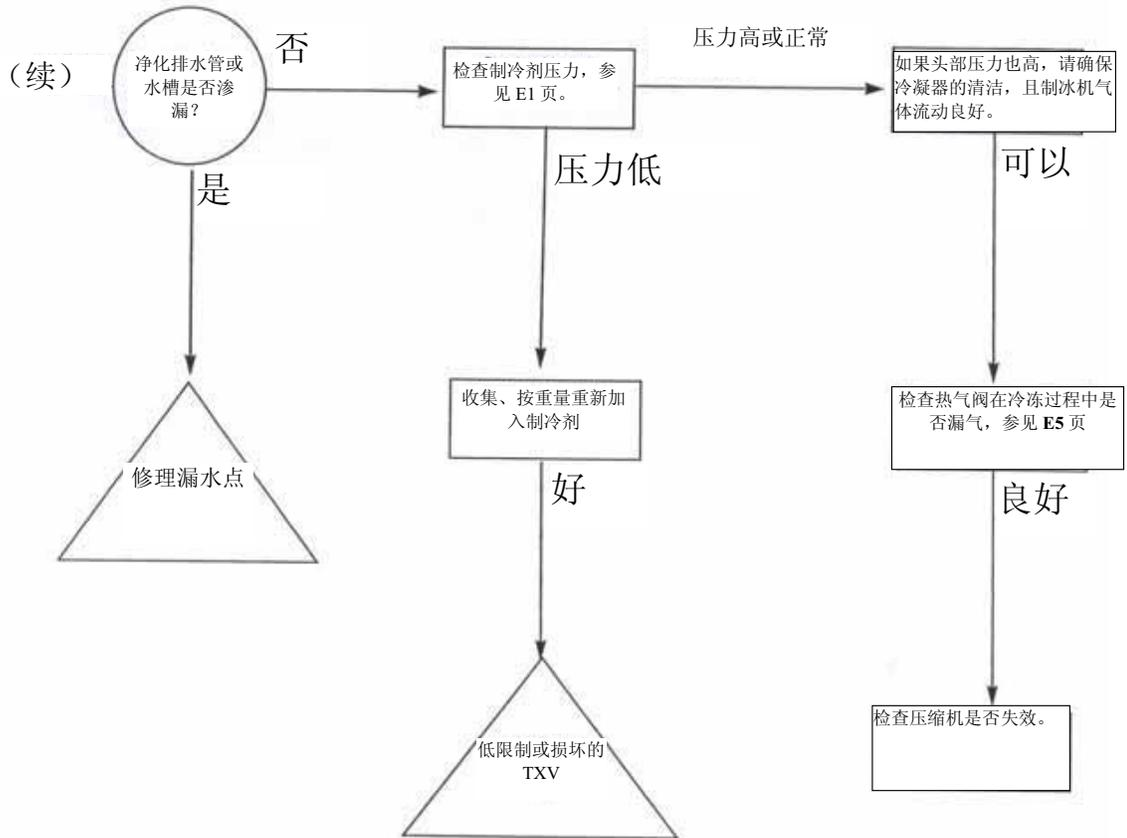 （续）
净化排水管或
水槽是否渗
漏？
否
检查制冷剂压力，参
见 E1 页。
压力高或正常
如果头部压力也高，请确保
冷凝器的清洁，且制冰机气
体流动良好。
是
压力低
可以
修理漏水点
收集、按重量重新加
入制冷剂
检查热气阀在冷冻过程中是
否漏气，参见 E5 页
好
良好
低限制或损坏的
TXV
检查压缩机是否失效。